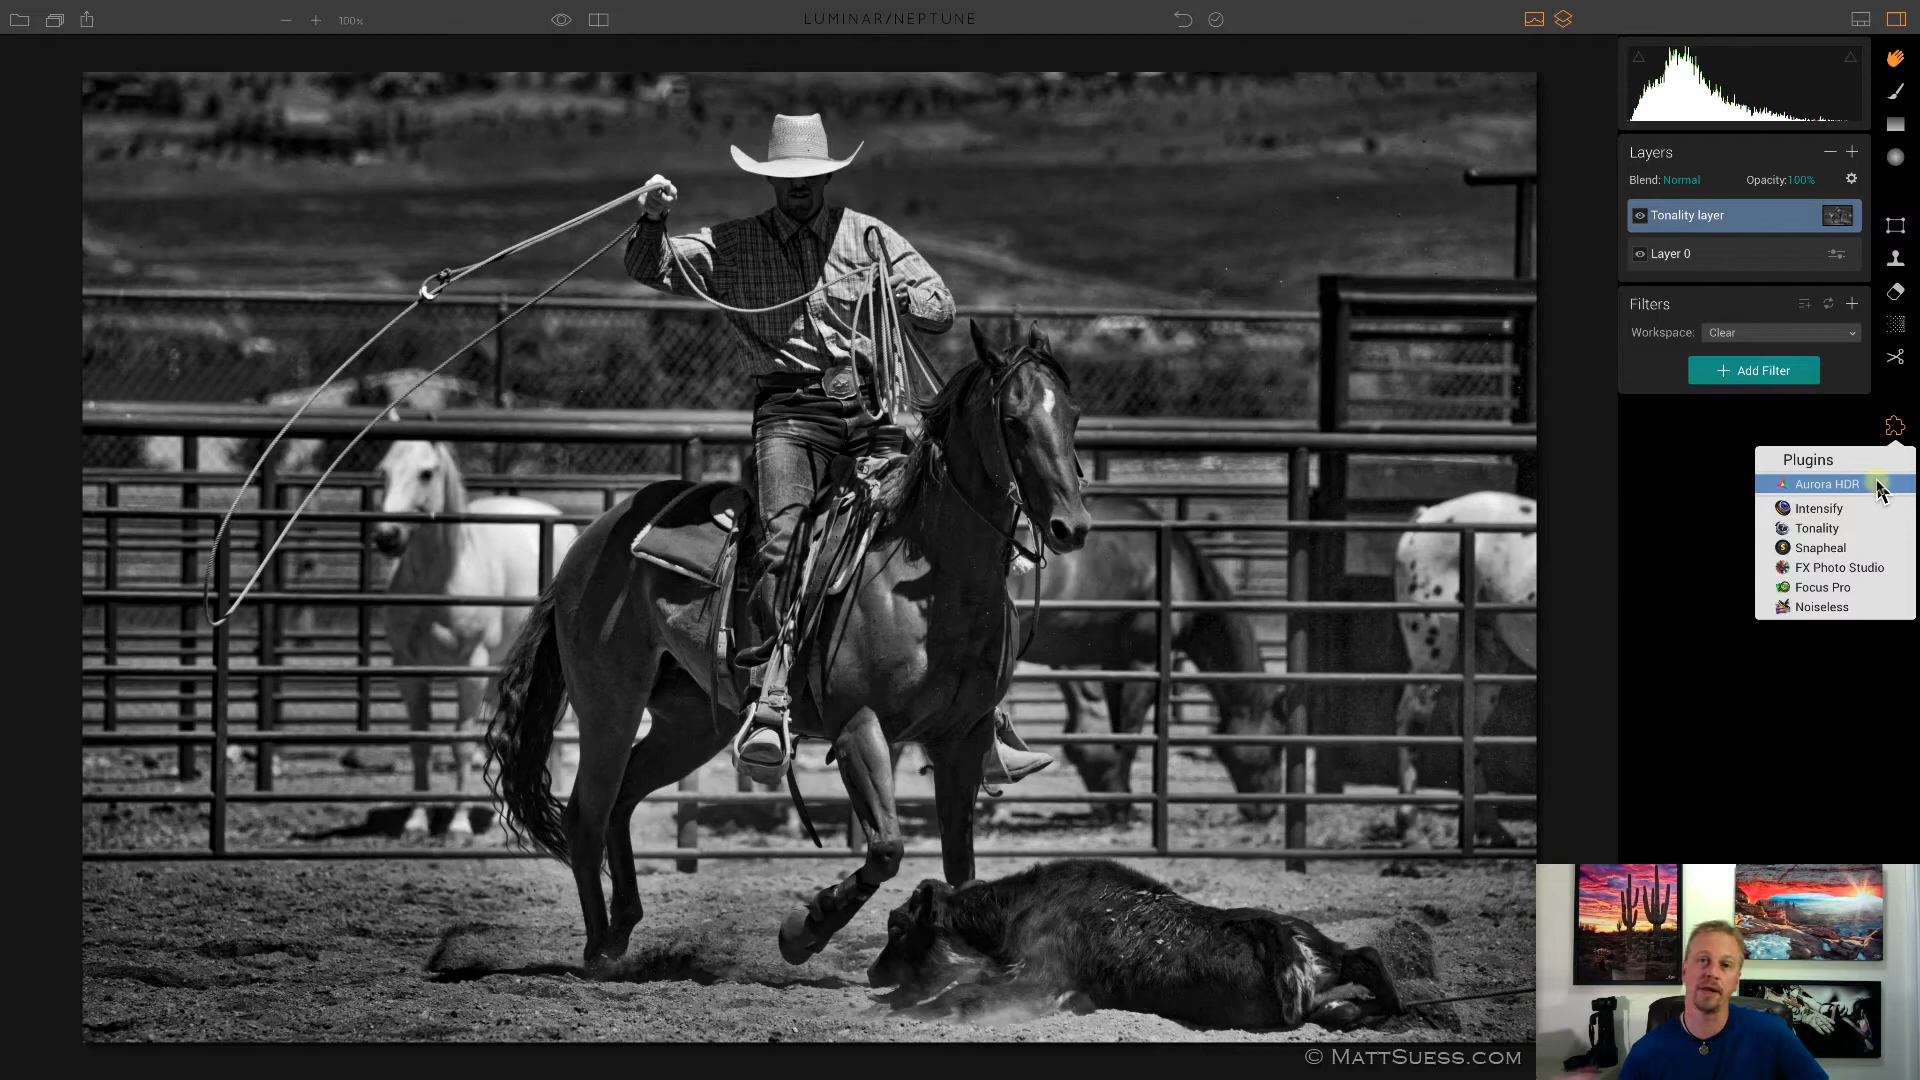 100%
LUMINAR/NEPTUNE
Layers
Blend: Normal Opacity:100%
Tonality layer
Layer 0
Filters
Workspace: Clear
Add Filter
Plugins
Aurora HDR
Intensify
Tonality
Snapheal
FX Photo Studio
Focus Pro
Noiseless
© MATTSUESS.COM